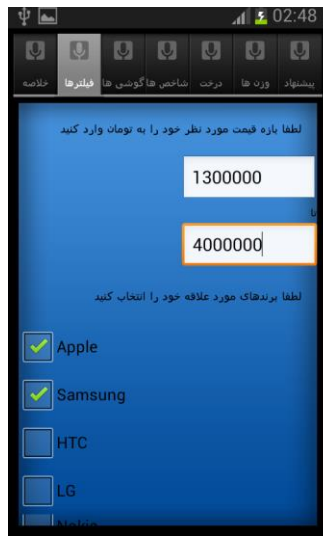 02:48
پیشنهاد
وزن ها
درخت
شاخص ها
گوشی ها
فیلترها
خلاصه
لطفا بازه قیمت مورد نظر خود را به تومان وارد کنید
1300000
تا
4000000
لطفا برندهای مورد علاقه خود را انتخاب کنید
Apple
Samsung
HTC
LG
Nokia